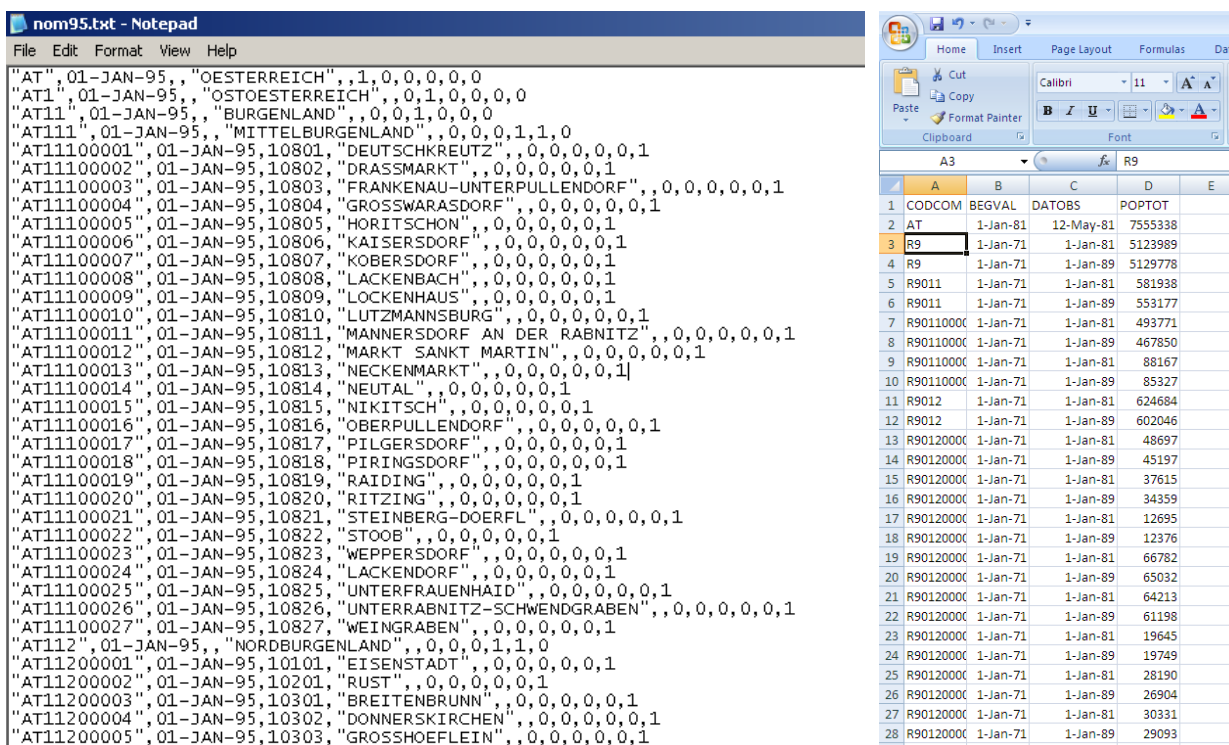 nom95.txt - Notepad
File Edit Format View Help
"AT",01-JAN-95,,"OESTERREICH",,1,0,0,0,0,0
"AT1",01-JAN-95,,"OSTOESTERREICH",,0,1,0,0,0,0
"AT11",01-JAN-95,,"BURGENLAND",,0,0,1,0,0,0
"AT111",01-JAN-95,,"MITTELBURGENLAND",,0,0,0,1,1,0
"AT11100001",01-JAN-95,10801,"DEUTSCHKREUTZ",,0,0,0,0,0,1
"AT11100002",01-JAN-95,10802,"DRASSMARKT",,0,0,0,0,0,1
"AT11100003",01-JAN-95,10803,"FRANKENAU-UNTERPULLENDORF",,0,0,0,0,0,1
"AT11100004",01-JAN-95,10804,"GROSSWARASDORF",,0,0,0,0,0,1
"AT11100005",01-JAN-95,10805,"HORITSCHON",,0,0,0,0,0,1
"AT11100006",01-JAN-95,10806,"KAISERSDORF",,0,0,0,0,0,1
"AT11100007",01-JAN-95,10807,"KOBERSDORF",,0,0,0,0,0,1
"AT11100008",01-JAN-95,10808,"LACKENBACH",,0,0,0,0,0,1
"AT11100009",01-JAN-95,10809,"LOCKENHAUS",,0,0,0,0,0,1
"AT11100010",01-JAN-95,10810,"LUTZMANNSBURG",,0,0,0,0,0,1
"AT11100011",01-JAN-95,10811,"MANNERSDORF AN DER RABNITZ",,0,0,0,0,0,1
"AT11100012",01-JAN-95,10812,"MARKT SANKT MARTIN",,0,0,0,0,0,1
"AT11100013",01-JAN-95,10813,"NECKENMARKT",,0,0,0,0,0,1
"AT11100014",01-JAN-95,10814,"NEUTAL",,0,0,0,0,0,1
"AT11100015",01-JAN-95,10815,"NIKITSCH",,0,0,0,0,0,1
"AT11100016",01-JAN-95,10816,"OBERPULLENDORF",,0,0,0,0,0,1
"AT11100017",01-JAN-95,10817,"PILGERSDORF",,0,0,0,0,0,1
"AT11100018",01-JAN-95,10818,"PIRINGSDORF",,0,0,0,0,0,1
"AT11100019",01-JAN-95,10819,"RAIDING",,0,0,0,0,0,1
"AT11100020",01-JAN-95,10820,"RITZING",,0,0,0,0,0,1
"AT11100021",01-JAN-95,10821,"STEINBERG-DOERFL",,0,0,0,0,0,1
"AT11100022",01-JAN-95,10822,"STOOB",,0,0,0,0,0,1
"AT11100023",01-JAN-95,10823,"WEPPERSDORF",,0,0,0,0,0,1
"AT11100024",01-JAN-95,10824,"LACKENDORF",,0,0,0,0,0,1
"AT11100025",01-JAN-95,10825,"UNTERFRAUENHAID",,0,0,0,0,0,1
"AT11100026",01-JAN-95,10826,"UNTERRABNITZ-SCHWENDGRABEN",,0,0,0,0,0,1
"AT11100027",01-JAN-95,10827,"WEINGRABEN",,0,0,0,0,0,1
"AT112",01-JAN-95,,"NORDBURGENLAND",,0,0,0,1,1,0
"AT11200001",01-JAN-95,10101,"EISENSTADT",,0,0,0,0,0,1
"AT11200002",01-JAN-95,10201,"RUST",,0,0,0,0,0,1
"AT11200003",01-JAN-95,10301,"BREITENBRUNN",,0,0,0,0,0,1
"AT11200004",01-JAN-95,10302,"DONNERSKIRCHEN",,0,0,0,0,0,1
"AT11200005",01-JAN-95,10303,"GROSSHOEFLEIN",,0,0,0,0,0,1
Home Insert Page Layout Formulas Da
Cut
Copy
Format Painter
Paste
Calibri 11 A A
B I U A
Clipboard Font
A3 fx R9
A B C D E
1 CODCOM BEGVAL DATOBS POPTOT
2 AT 1-Jan-81 12-May-81 7555338
3 R9 1-Jan-71 1-Jan-81 5123989
4 R9 1-Jan-71 1-Jan-89 5129778
5 R9011 1-Jan-71 1-Jan-81 581938
6 R9011 1-Jan-71 1-Jan-89 553177
7 R9011000 1-Jan-71 1-Jan-81 493771
8 R9011000 1-Jan-71 1-Jan-89 467850
9 R9011000 1-Jan-71 1-Jan-81 88167
10 R9011000 1-Jan-71 1-Jan-89 85327
11 R9012 1-Jan-71 1-Jan-81 624684
12 R9012 1-Jan-71 1-Jan-89 602046
13 R9012000 1-Jan-71 1-Jan-81 48697
14 R9012000 1-Jan-71 1-Jan-89 45197
15 R9012000 1-Jan-71 1-Jan-81 37615
16 R9012000 1-Jan-71 1-Jan-89 34359
17 R9012000 1-Jan-71 1-Jan-81 12695
18 R9012000 1-Jan-71 1-Jan-89 12376
19 R9012000 1-Jan-71 1-Jan-81 66782
20 R9012000 1-Jan-71 1-Jan-89 65032
21 R9012000 1-Jan-71 1-Jan-81 64213
22 R9012000 1-Jan-71 1-Jan-89 61198
23 R9012000 1-Jan-71 1-Jan-81 19645
24 R9012000 1-Jan-71 1-Jan-89 19749
25 R9012000 1-Jan-71 1-Jan-81 28190
26 R9012000 1-Jan-71 1-Jan-89 26904
27 R9012000 1-Jan-71 1-Jan-81 30331
28 R9012000 1-Jan-71 1-Jan-89 29093